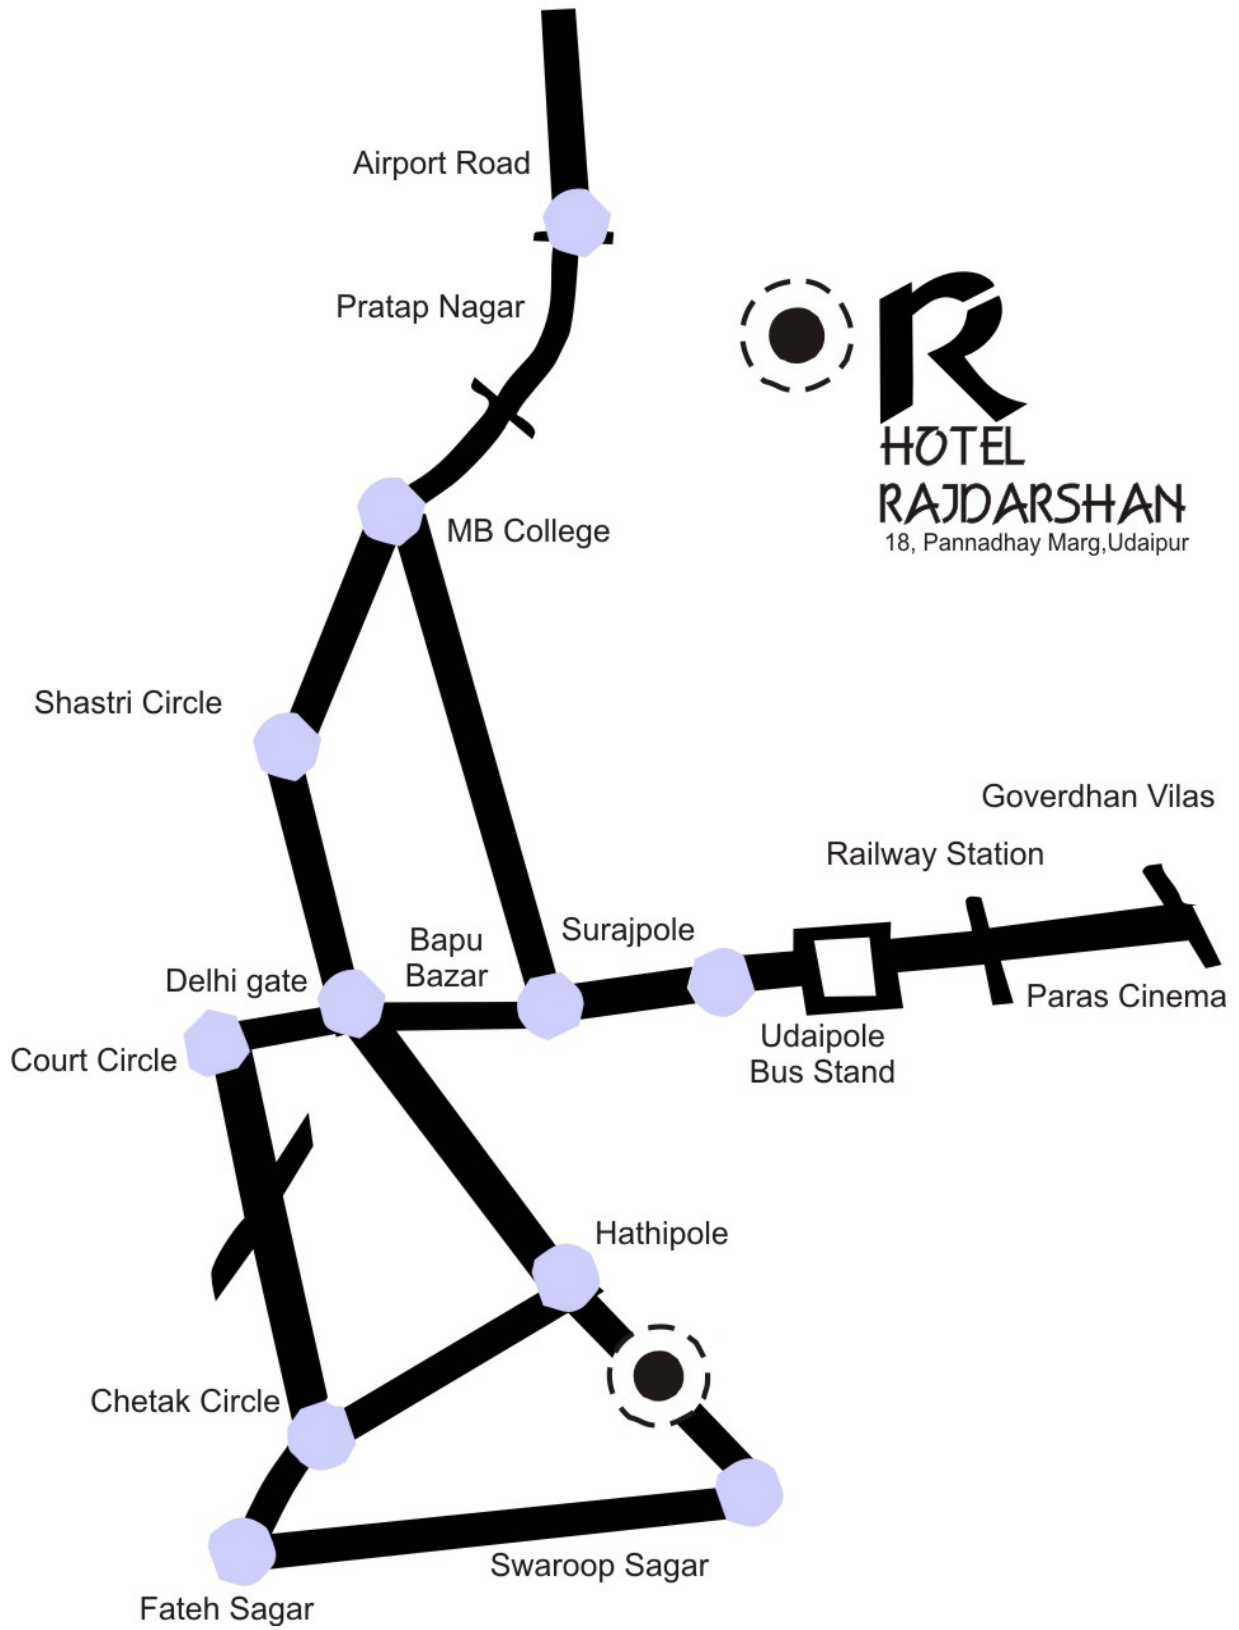 Airport Road
Pratap Nagar
R
HOTEL
RAJDARSHAN
18, Pannadhay Marg,Udaipur
MB College
Shastri Circle
Goverdhan Vilas
Railway Station
Surajpole
Bapu
Bazar
Delhi gate
Paras Cinema
Udaipole
Bus Stand
Court Circle
Hathipole
Chetak Circle
Swaroop Sagar
Fateh Sagar